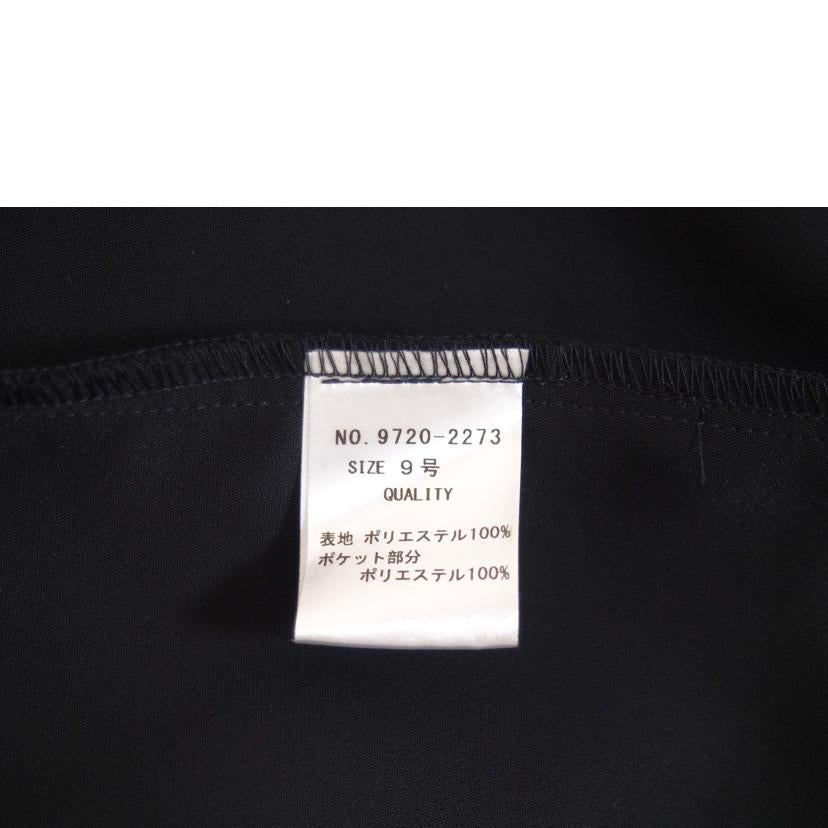 NO. 9720-2273
SIZE 9号
QUALITY
表地 ポリエステル100%
ポケット部分
ポリエステル100%